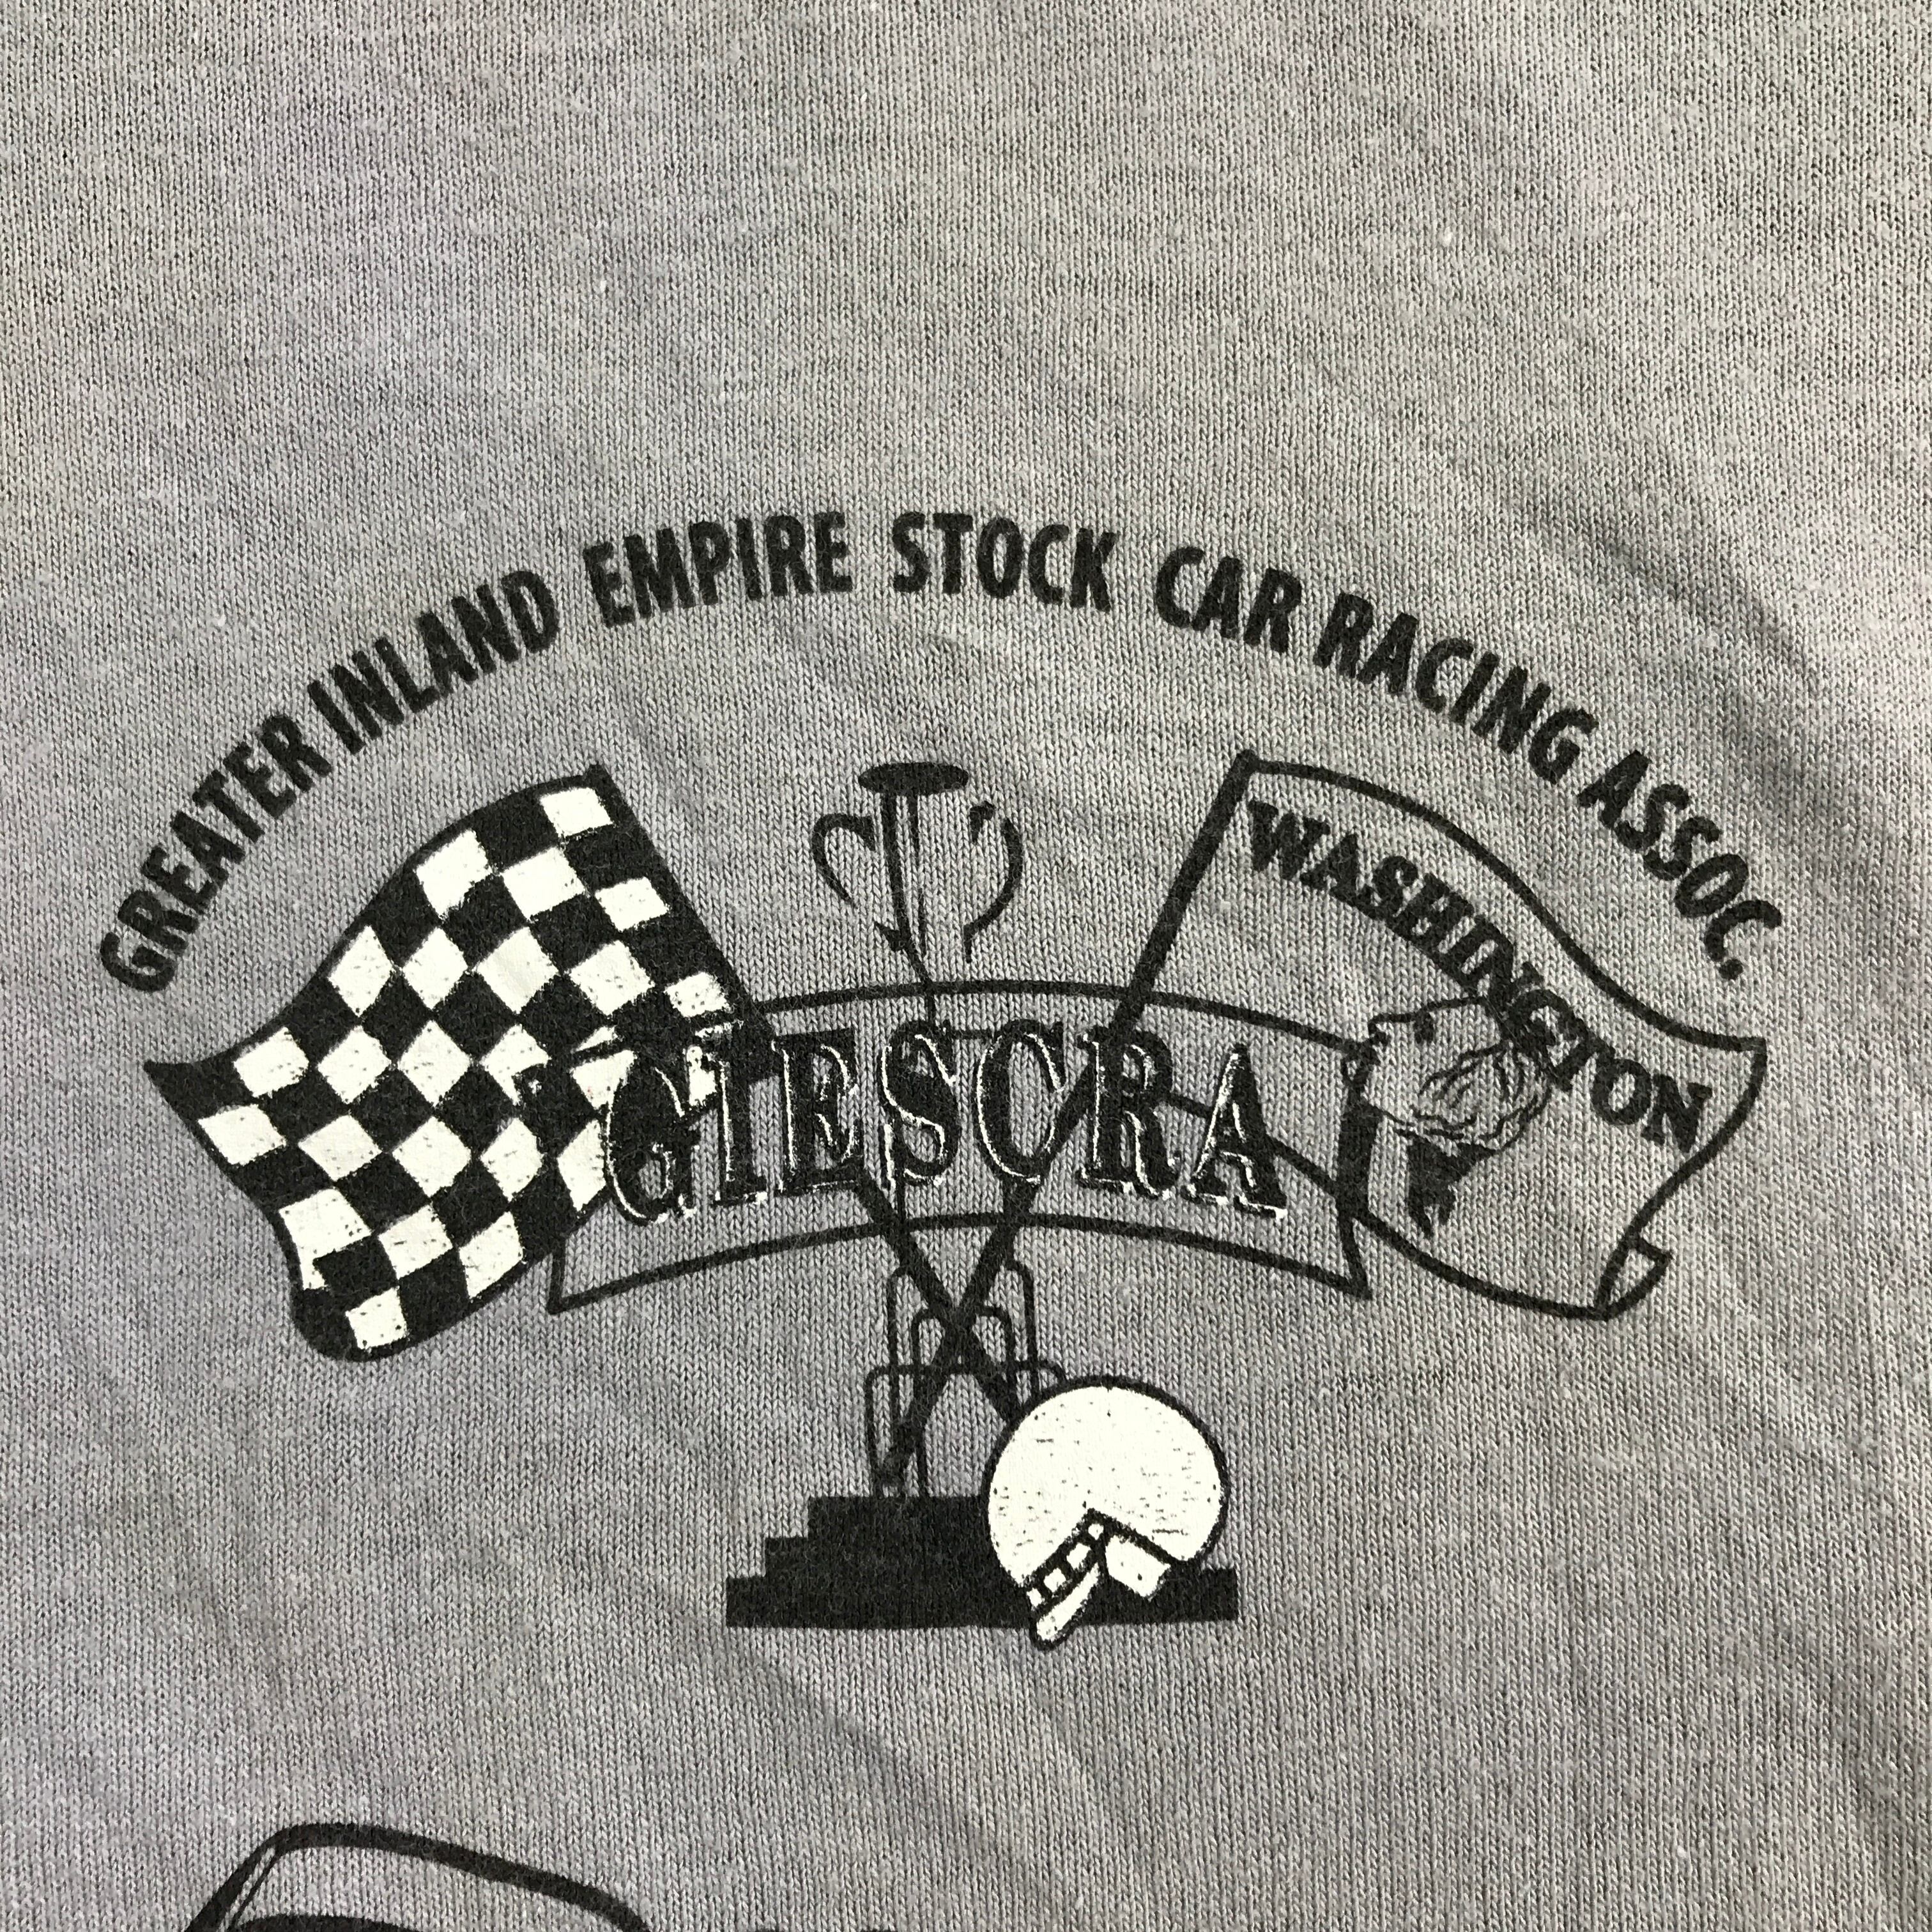 GREATER INLAND EMPIRE STOCK CAR RACING ASSOC.
WASHINGTON
GIESCRA